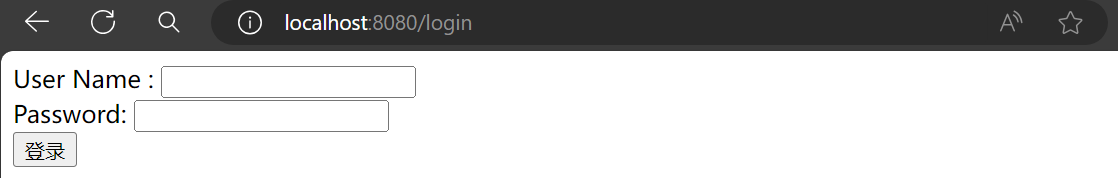 localhost:8080/login
User Name :
Password:
登录